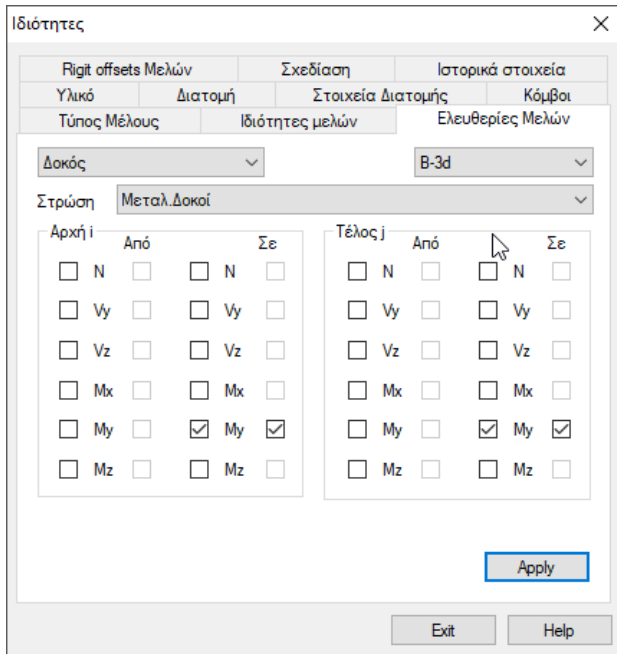 Ιδιότητες
Rigit offsets Μελών Σχεδίαση Ιστορικά στοιχεία
Υλικό Διατομή Στοιχεία Διατομής Κόμβοι
Τύπος Μέλους Ιδιότητες μελών Ελευθερίες Μελών
Δοκός B-3d
Στρώση Μεταλ.Δοκοί
Αρχή i Από Σε Τέλος j Από Σε
N N N N
Vy Vy Vy Vy
Vz Vz Vz Vz
Mx Mx Mx Mx
My My My My
Mz Mz Mz Mz
Apply
Exit Help